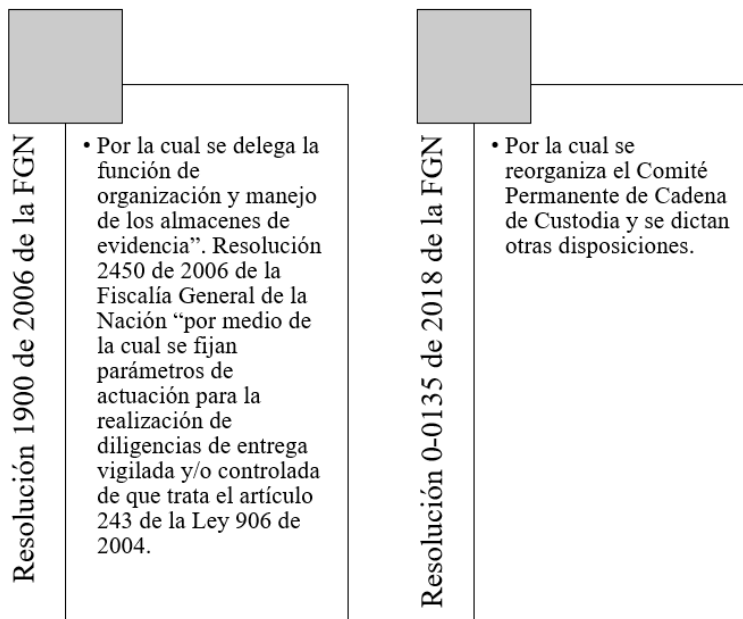 Resolución 1900 de 2006 de la FGN
• Por la cual se delega la
función de
organización y manejo
de los almacenes de
evidencia”. Resolución
2450 de 2006 de la
Fiscalía General de la
Nación “por medio de
la cual se fijan
parámetros de
actuación para la
realización de
diligencias de entrega
vigilada y/o controlada
de que trata el artículo
243 de la Ley 906 de
2004.
Resolución 0-0135 de 2018 de la FGN
• Por la cual se
reorganiza el Comité
Permanente de Cadena
de Custodia y se dictan
otras disposiciones.